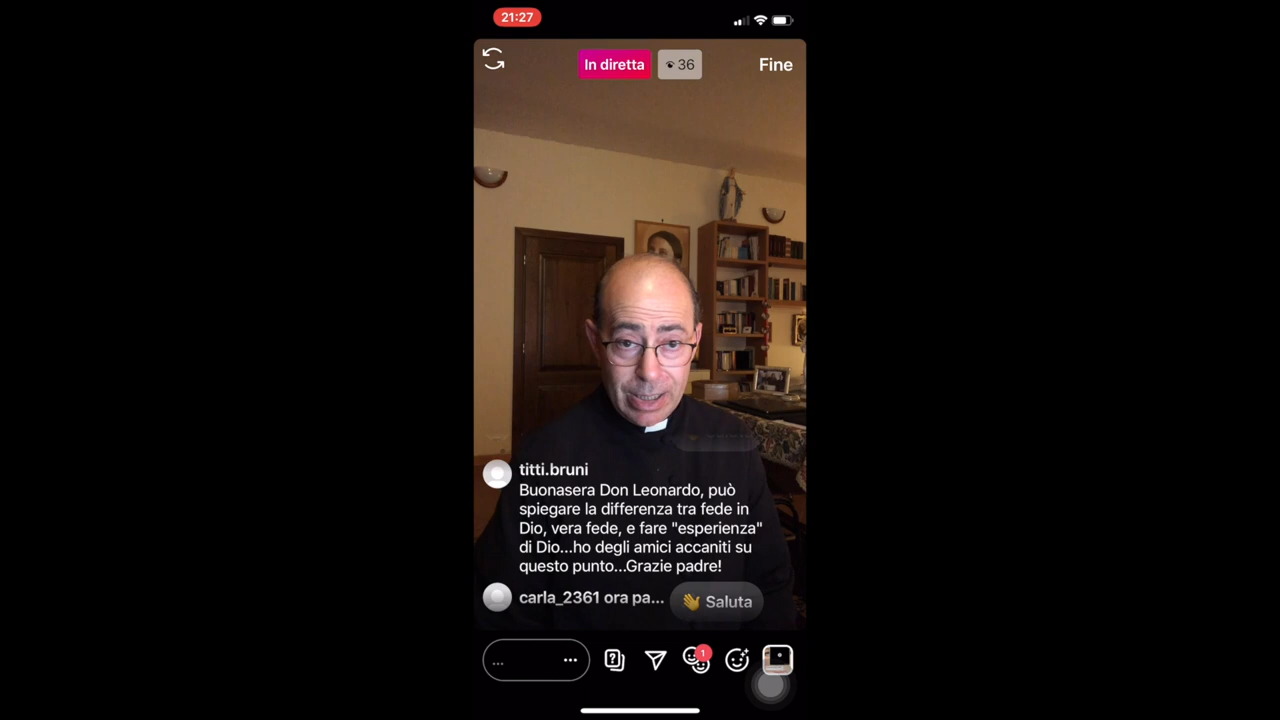 21:27
In diretta
36
Fine
titti.bruni
Buonasera Don Leonardo, può
spiegare la differenza tra fede in
Dio, vera fede, e fare "esperienza"
di Dio...ho degli amici accaniti su
questo punto...Grazie padre!
carla_2361 ora pa...
👋 Saluta
...
1